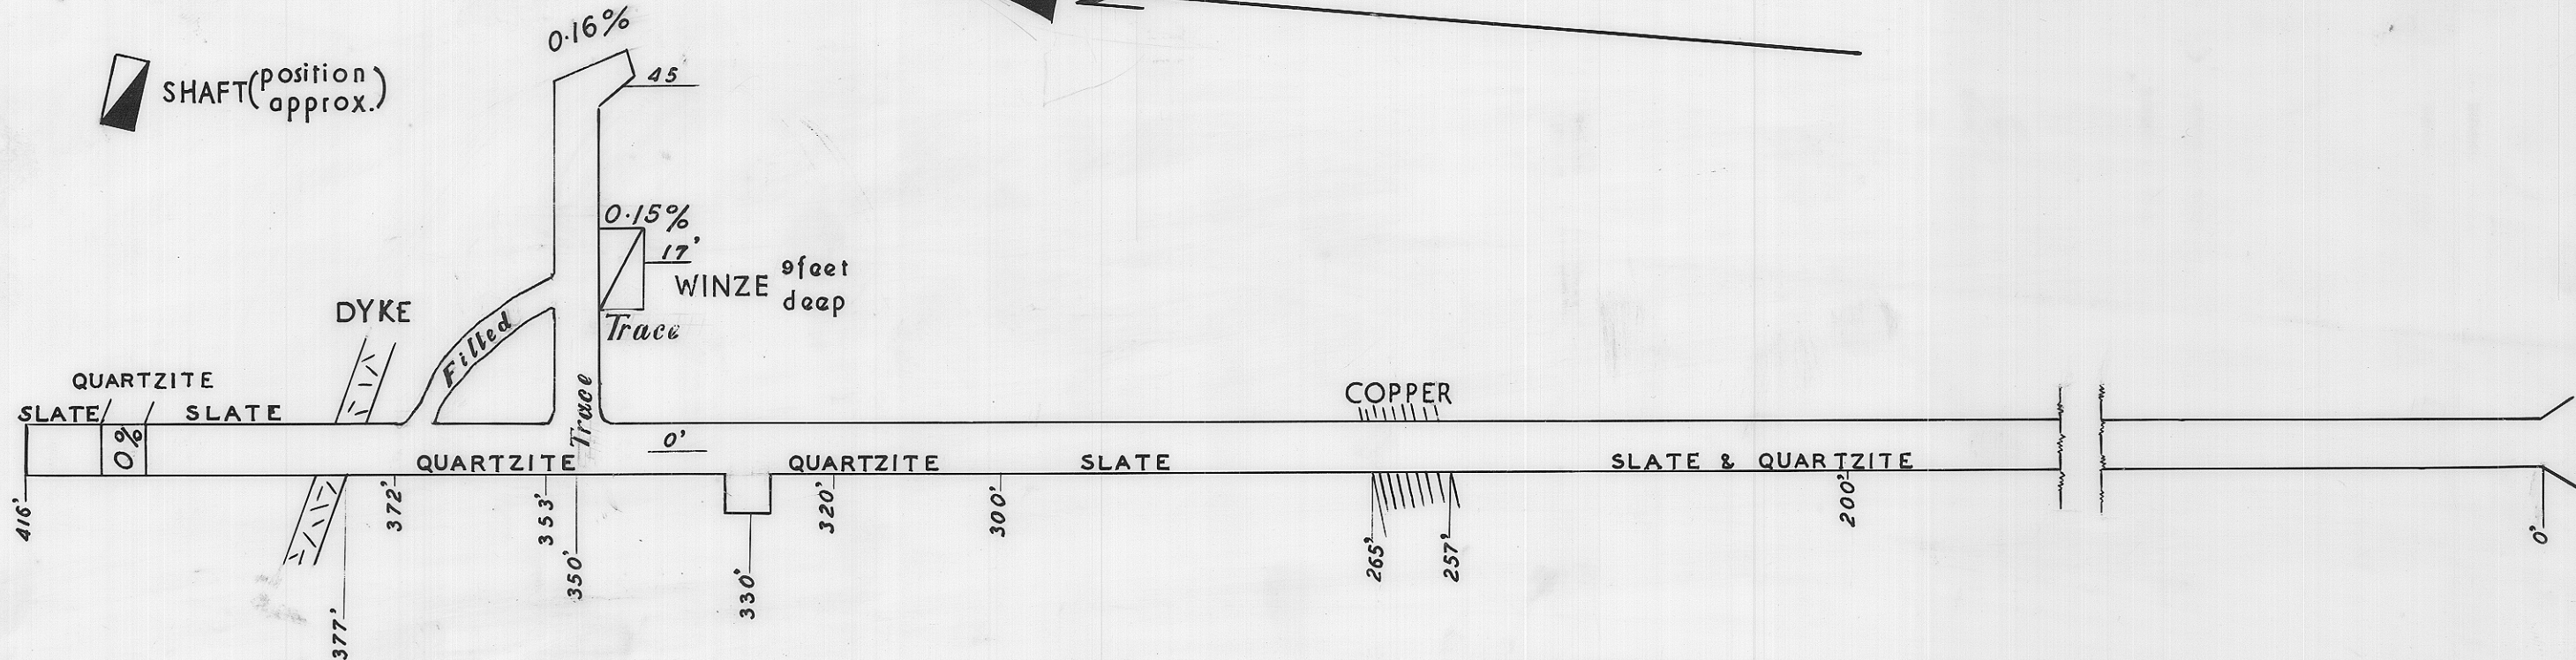 0·16%
45
SHAFT (position approx.)
0·15%
17'
WINZE 9 feet deep
Trace
DYKE
Filled
QUARTZITE
SLATE
SLATE
0%
Trace
0'
COPPER
QUARTZITE
QUARTZITE
SLATE
SLATE & QUARTZITE
416'
377'
372'
353'
350'
330'
320'
300'
265'
257'
200'
0'